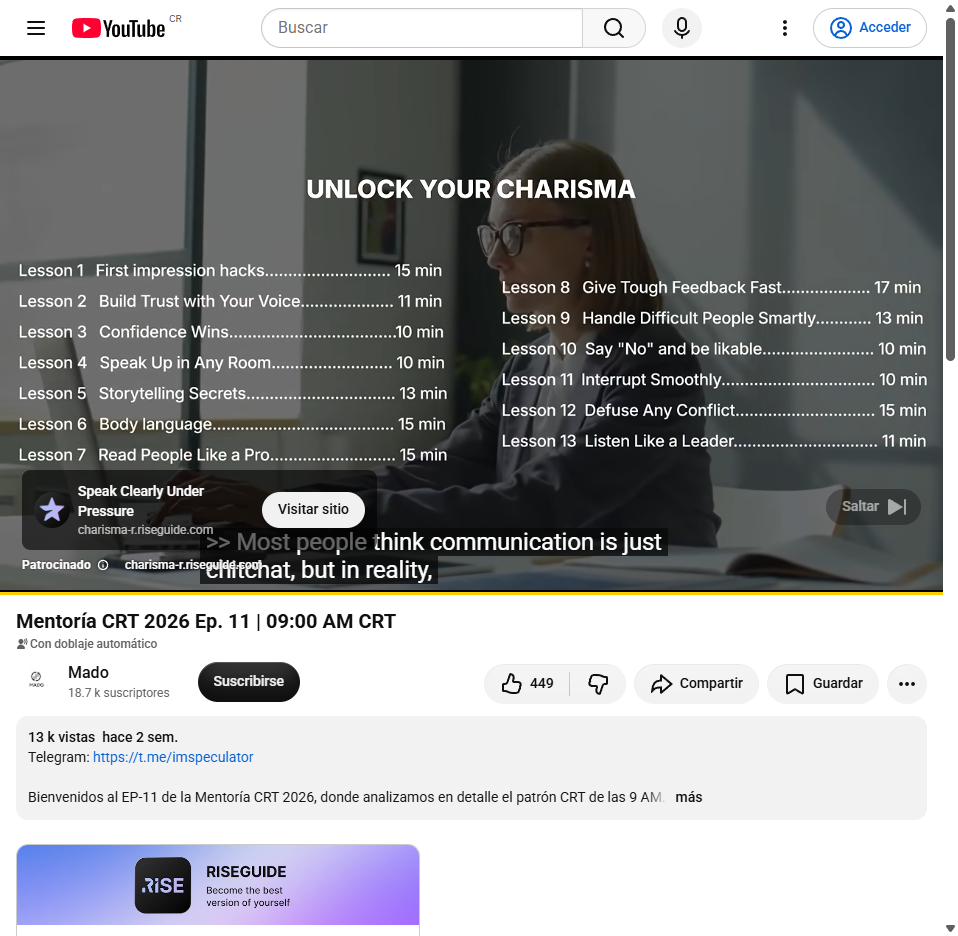 YouTube CR
Buscar
Acceder
UNLOCK YOUR CHARISMA
Lesson 1 First impression hacks.......................... 15 min
Lesson 2 Build Trust with Your Voice.................... 11 min
Lesson 3 Confidence Wins....................................10 min
Lesson 4 Speak Up in Any Room.......................... 10 min
Lesson 5 Storytelling Secrets................................ 13 min
Lesson 6 Body language....................................... 15 min
Lesson 7 Read People Like a Pro........................... 15 min
Lesson 8 Give Tough Feedback Fast................... 17 min
Lesson 9 Handle Difficult People Smartly............ 13 min
Lesson 10 Say "No" and be likable........................ 10 min
Lesson 11 Interrupt Smoothly................................. 10 min
Lesson 12 Defuse Any Conflict.............................. 15 min
Lesson 13 Listen Like a Leader............................... 11 min
Speak Clearly Under
Pressure
charisma-r.riseguide.com
Visitar sitio
Saltar
>> Most people think communication is just
chitchat, but in reality,
Patrocinado charisma-r.riseguide.com
Mentoría CRT 2026 Ep. 11 | 09:00 AM CRT
Con doblaje automático
MADO
Mado
18.7 k suscriptores
Suscribirse
449
Compartir
Guardar
13 k vistas hace 2 sem.
Telegram: https://t.me/imspeculator
Bienvenidos al EP-11 de la Mentoría CRT 2026, donde analizamos en detalle el patrón CRT de las 9 AM. más
.RISE
RISEGUIDE
Become the best
version of yourself